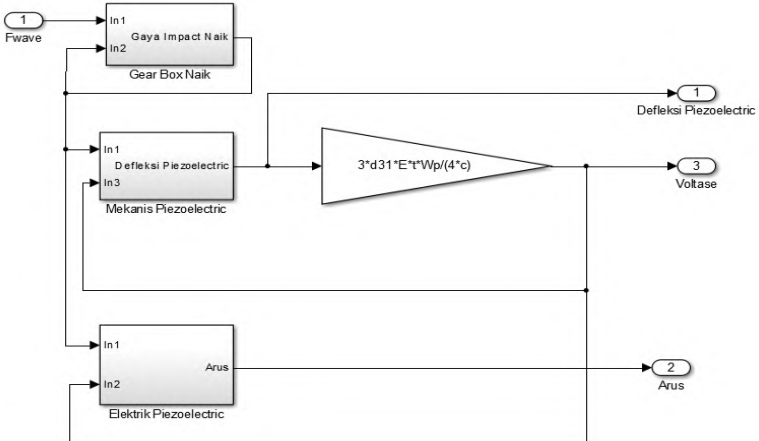 1
Fwave
In1
In2
Gaya Impact Naik
Gear Box Naik
1
Defleksi Piezoelectric
In1
In3
Defleksi Piezoelectric
Mekanis Piezoelectric
3*d31*E*t*Wp/(4*c)
3
Voltase
In1
In2
Arus
Elektrik Piezoelectric
2
Arus